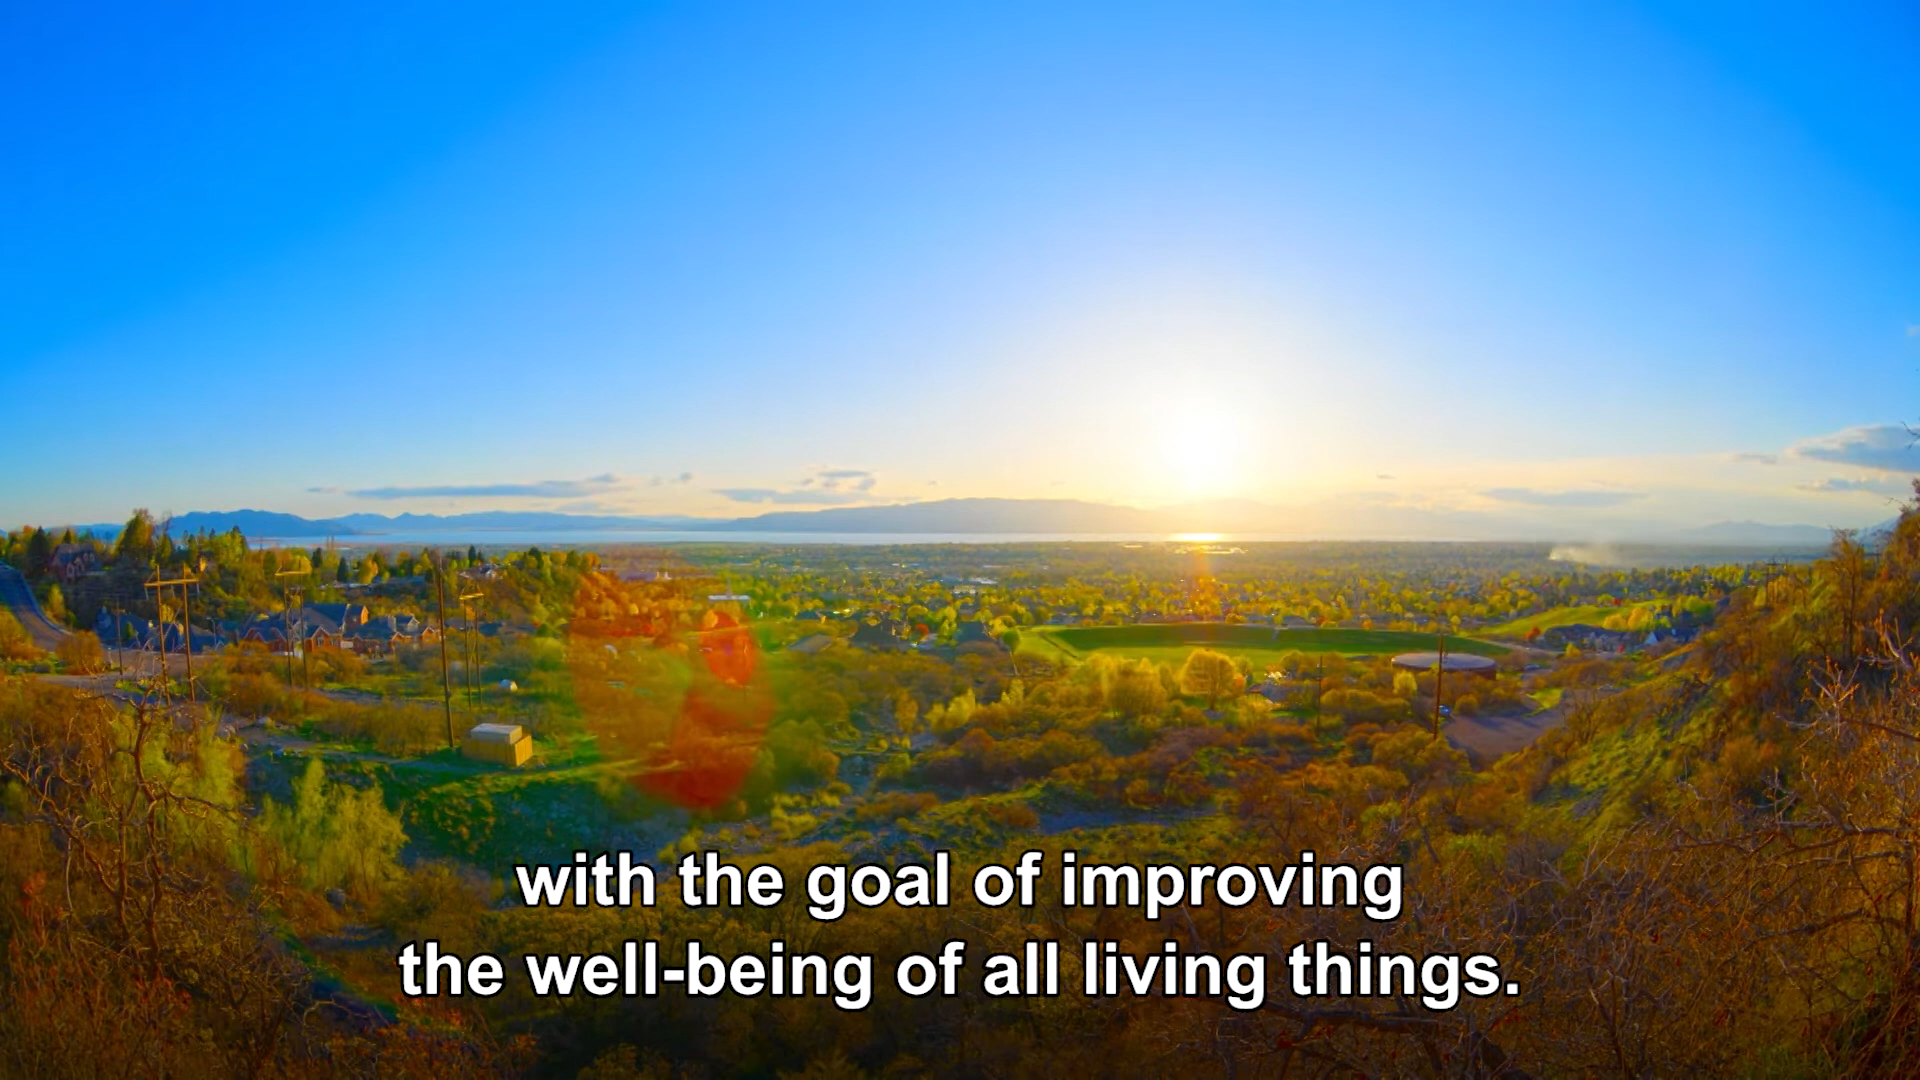 with the goal of improving
the well-being of all living things.